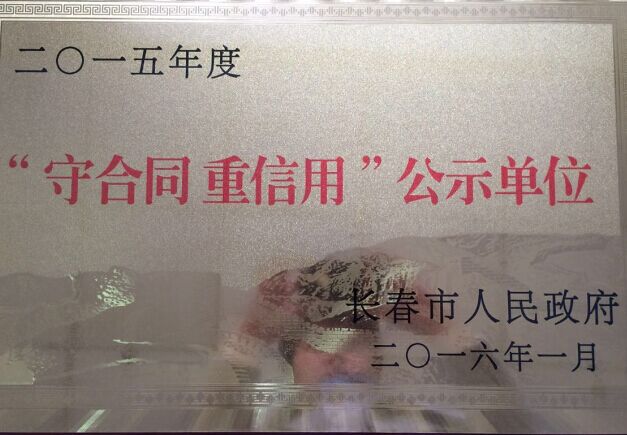 二〇一五年度
“守合同 重信用”公示单位
长春市人民政府
二〇一六年一月